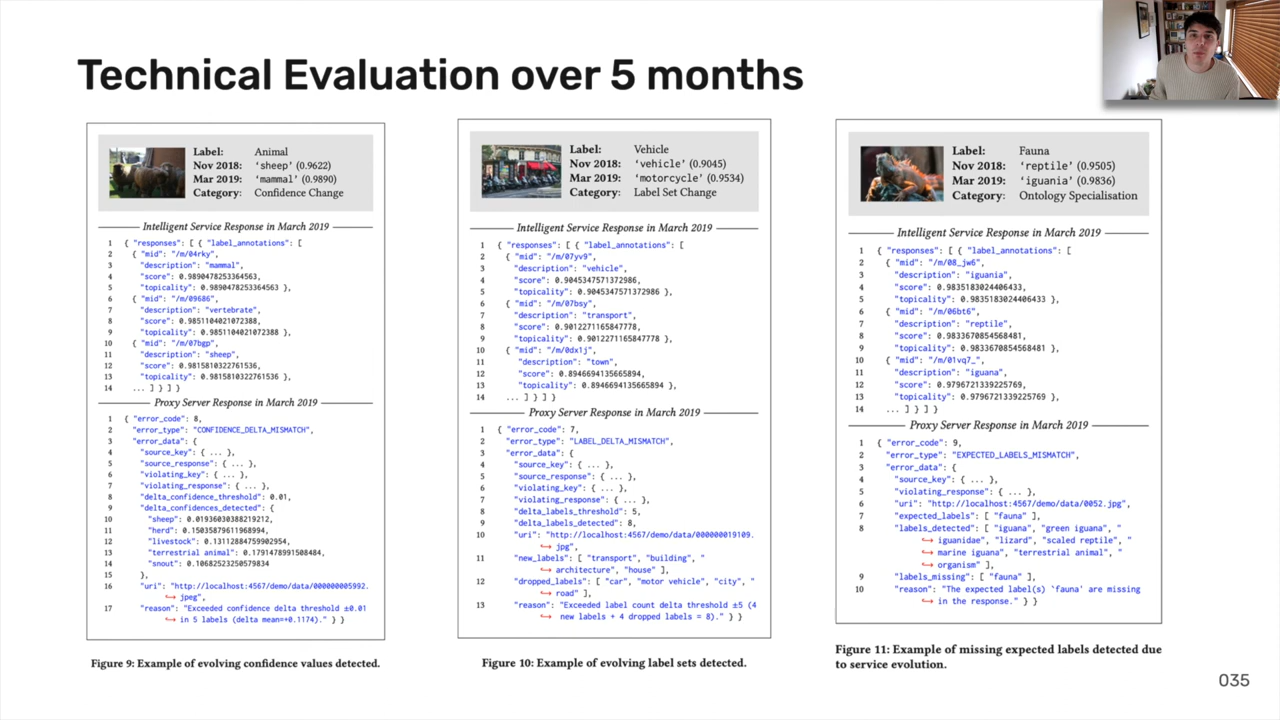 Technical Evaluation over 5 months
Label: Animal
Nov 2018: ‘sheep’ (0.9622)
Mar 2019: ‘mammal’ (0.9890)
Category: Confidence Change
Intelligent Service Response in March 2019
1 { "responses": [ { "label_annotations": [
2 { "mid": "/m/04rky",
3 "description": "mammal",
4 "score": 0.9890478253364563,
5 "topicality": 0.9890478253364563 },
6 { "mid": "/m/09686",
7 "description": "vertebrate",
8 "score": 0.9851104021072388,
9 "topicality": 0.9851104021072388 },
10 { "mid": "/m/07bgp",
11 "description": "sheep",
12 "score": 0.9815810322761536,
13 "topicality": 0.9815810322761536 },
14 ... ] } ] }
Proxy Server Response in March 2019
1 { "error_code": 8,
2 "error_type": "CONFIDENCE_DELTA_MISMATCH",
3 "error_data": {
4 "source_key": { ... },
5 "source_response": { ... },
6 "violating_key": { ... },
7 "violating_response": { ... },
8 "delta_confidence_threshold": 0.01,
9 "delta_confidences_detected": {
10 "sheep": 0.01936030388219212,
11 "herd": 0.15035879611968994,
12 "livestock": 0.13112884759902954,
13 "terrestrial animal": 0.1791478991508484,
14 "snout": 0.10682523250579834
15 },
16 "uri": "http://localhost:4567/demo/data/000000005992.
↪ jpeg",
17 "reason": "Exceeded confidence delta threshold ±0.01
↪ in 5 labels (delta mean=+0.1174)." } }
Figure 9: Example of evolving confidence values detected.
Label: Vehicle
Nov 2018: ‘vehicle’ (0.9045)
Mar 2019: ‘motorcycle’ (0.9534)
Category: Label Set Change
Intelligent Service Response in March 2019
1 { "responses": [ { "label_annotations": [
2 { "mid": "/m/07yv9",
3 "description": "vehicle",
4 "score": 0.9045347571372986,
5 "topicality": 0.9045347571372986 },
6 { "mid": "/m/07bsy",
7 "description": "transport",
8 "score": 0.9012271165847778,
9 "topicality": 0.9012271165847778 },
10 { "mid": "/m/0dx1j",
11 "description": "town",
12 "score": 0.8946694135665894,
13 "topicality": 0.8946694135665894 },
14 ... ] } ] }
Proxy Server Response in March 2019
1 { "error_code": 7,
2 "error_type": "LABEL_DELTA_MISMATCH",
3 "error_data": {
4 "source_key": { ... },
5 "source_response": { ... },
6 "violating_key": { ... },
7 "violating_response": { ... },
8 "delta_labels_threshold": 5,
9 "delta_labels_detected": 8,
10 "uri": "http://localhost:4567/demo/data/000000019109.
↪ jpg",
11 "new_labels": [ "transport", "building", "
↪ architecture", "house" ],
12 "dropped_labels": [ "car", "motor vehicle", "city", "
↪ road" ],
13 "reason": "Exceeded label count delta threshold ±5 (4
↪ new labels + 4 dropped labels = 8)." } }
Figure 10: Example of evolving label sets detected.
Label: Fauna
Nov 2018: ‘reptile’ (0.9505)
Mar 2019: ‘iguania’ (0.9836)
Category: Ontology Specialisation
Intelligent Service Response in March 2019
1 { "responses": [ { "label_annotations": [
2 { "mid": "/m/08_jw6",
3 "description": "iguania",
4 "score": 0.9835183024406433,
5 "topicality": 0.9835183024406433 },
6 { "mid": "/m/06bt6",
7 "description": "reptile",
8 "score": 0.9833670854568481,
9 "topicality": 0.9833670854568481 },
10 { "mid": "/m/01vq7_",
11 "description": "iguana",
12 "score": 0.9796721339225769,
13 "topicality": 0.9796721339225769 },
14 ... ] } ] }
Proxy Server Response in March 2019
1 { "error_code": 9,
2 "error_type": "EXPECTED_LABELS_MISMATCH",
3 "error_data": {
4 "source_key": { ... },
5 "violating_response": { ... },
6 "uri": "http://localhost:4567/demo/data/0052.jpg",
7 "expected_labels": [ "fauna" ],
8 "labels_detected": [ "iguana", "green iguana", "
↪ iguanidae", "lizard", "scaled reptile", "
↪ marine iguana", "terrestrial animal", "
↪ organism" ],
9 "labels_missing": [ "fauna" ],
10 "reason": "The expected label(s) `fauna` are missing
↪ in the response." } }
Figure 11: Example of missing expected labels detected due
to service evolution.
035